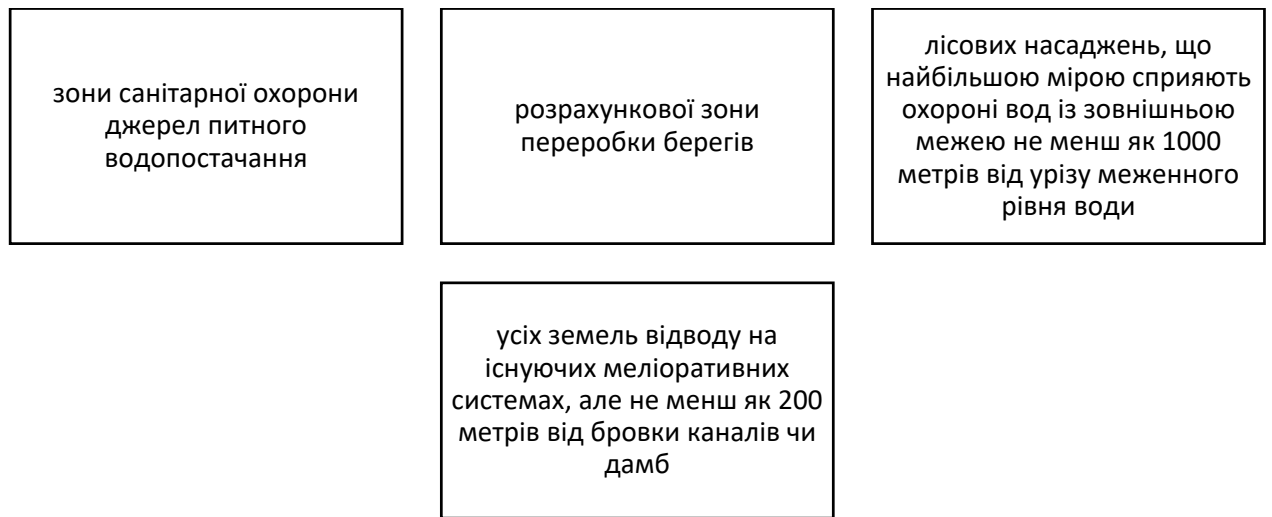 зони санітарної охорони
джерел питного
водопостачання
розрахункової зони
переробки берегів
лісових насаджень, що
найбільшою мірою сприяють
охороні вод із зовнішньою
межею не менш як 1000
метрів від урізу меженного
рівня води
усіх земель відводу на
існуючих меліоративних
системах, але не менш як 200
метрів від бровки каналів чи
дамб